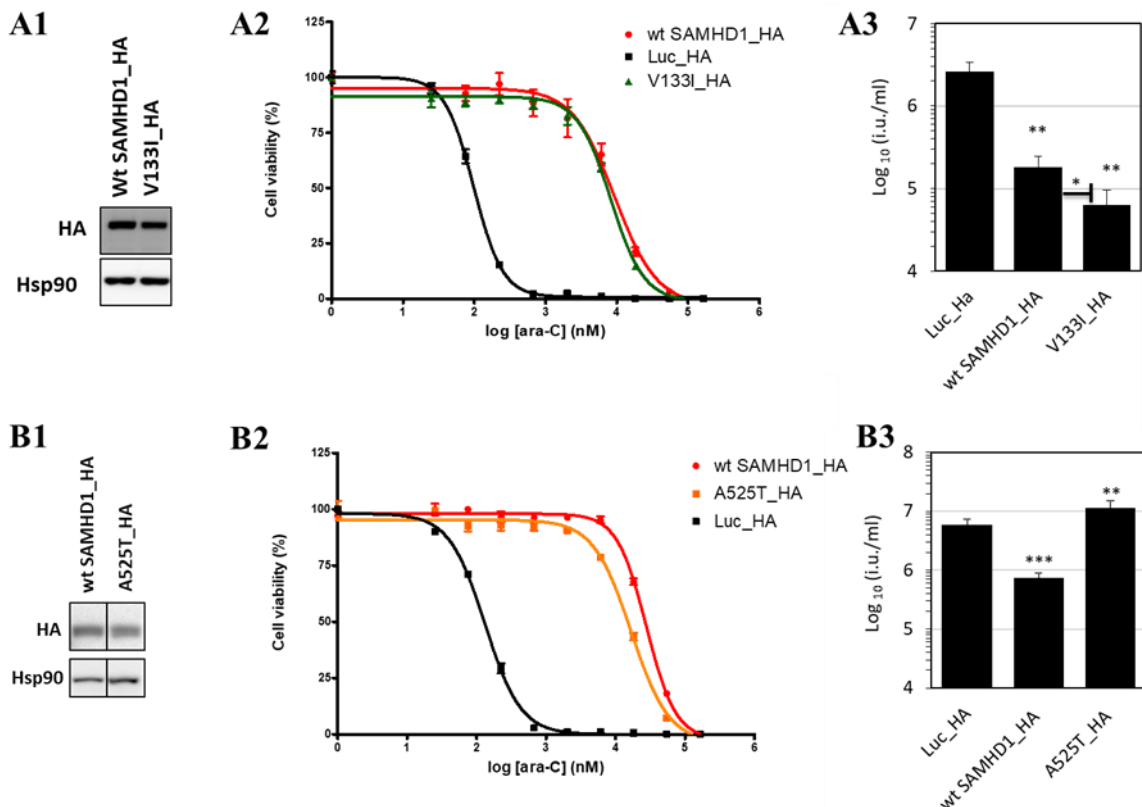 A1
Wt SAMHD1_HA
V133I_HA
HA
Hsp90
A2
125
100
75
50
25
0
0
1
2
3
4
5
6
Cell viability (%)
log [ara-C] (nM)
wt SAMHD1_HA
Luc_HA
V133I_HA
A3
7
6
5
4
Log 10 (i.u./ml)
**
*
**
Luc_Ha
wt SAMHD1_HA
V133I_HA
B1
wt SAMHD1_HA
A525T_HA
HA
Hsp90
B2
125
100
75
50
25
0
0
1
2
3
4
5
6
Cell viability (%)
log [ara-C] (nM)
wt SAMHD1_HA
A525T_HA
Luc_HA
B3
8
7
6
5
4
Log 10 (i.u./ml)
***
**
Luc_HA
wt SAMHD1_HA
A525T_HA